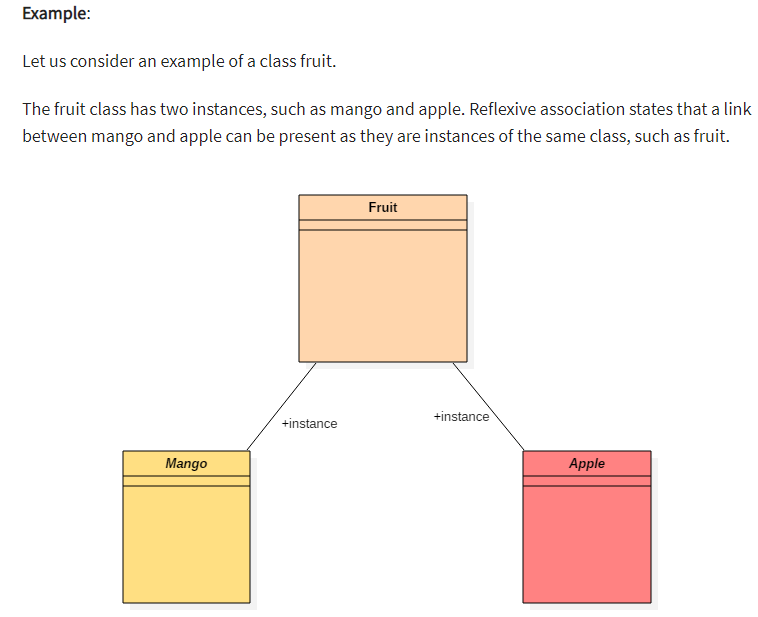 Example:
Let us consider an example of a class fruit.
The fruit class has two instances, such as mango and apple. Reflexive association states that a link
between mango and apple can be present as they are instances of the same class, such as fruit.
Fruit
+instance
+instance
Mango
Apple